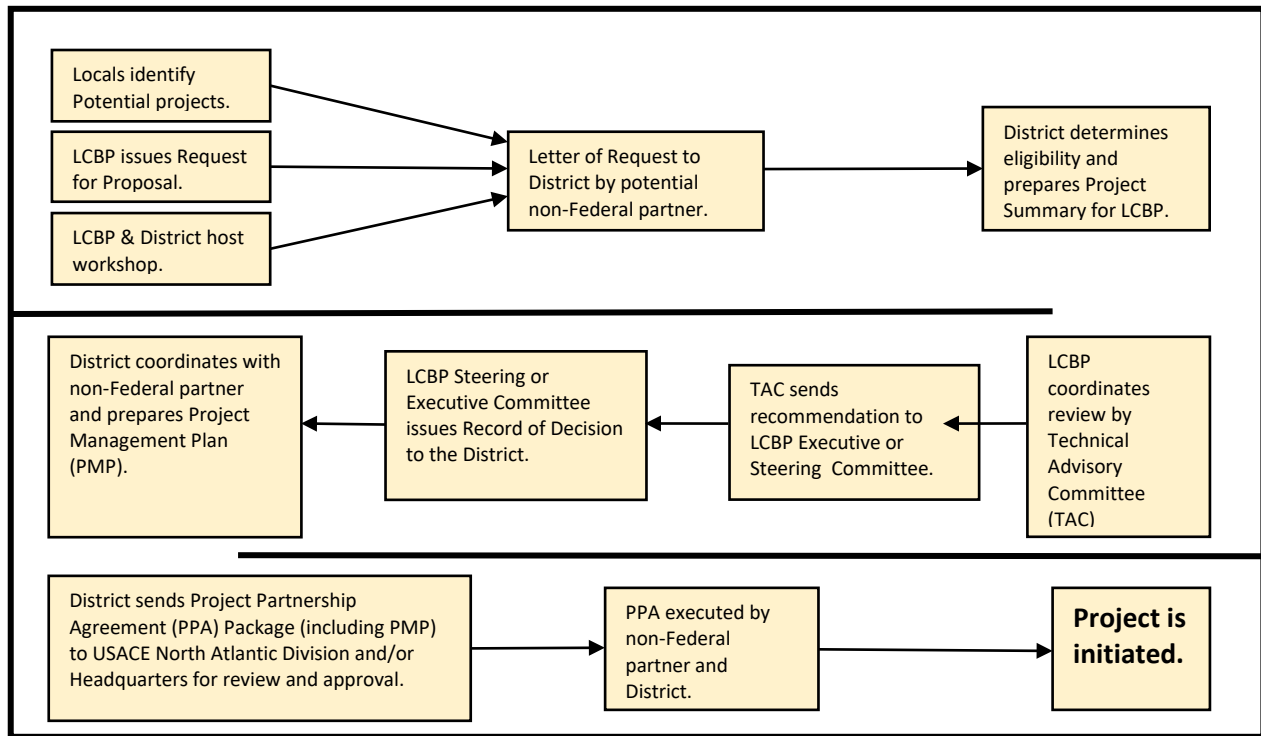 Locals identify
Potential projects.
LCBP issues Request
for Proposal.
LCBP & District host
workshop.
Letter of Request to
District by potential
non-Federal partner.
District determines
eligibility and
prepares Project
Summary for LCBP.
LCBP
coordinates
review by
Technical
Advisory
Committee
(TAC)
TAC sends
recommendation to
LCBP Executive or
Steering  Committee.
LCBP Steering or
Executive Committee
issues Record of Decision
to the District.
District coordinates with
non-Federal partner
and prepares Project
Management Plan
(PMP).
District sends Project Partnership
Agreement (PPA) Package (including PMP)
to USACE North Atlantic Division and/or
Headquarters for review and approval.
PPA executed by
non-Federal
partner and
District.
Project is
initiated.